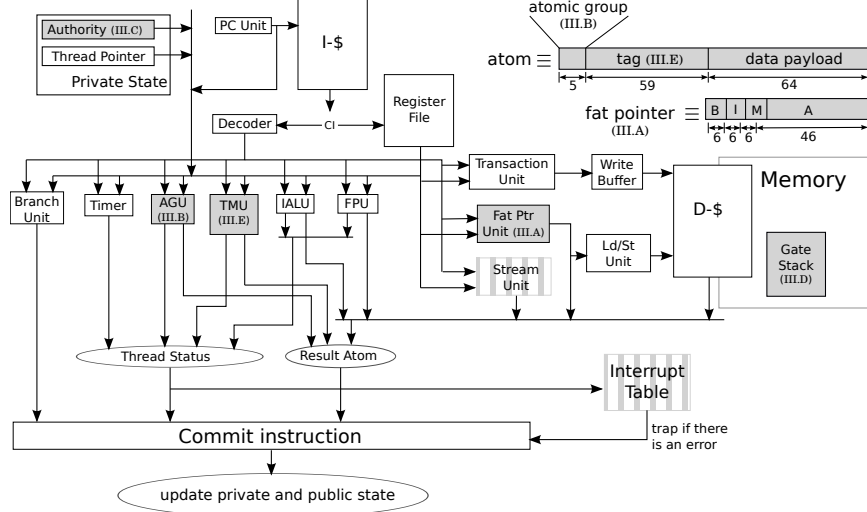 atomic group
(III.B)
Authority (III.C)
PC Unit
I-$
Thread Pointer
atom ≡
tag (III.E)
data payload
Private State
5
59
64
Register
File
fat pointer ≡
(III.A)
B
I
M
A
6
6
6
46
Decoder
CI
Transaction
Unit
Write
Buffer
Memory
Branch
Unit
Timer
AGU
(III.B)
TMU
(III.E)
IALU
FPU
D-$
Fat Ptr
Unit (III.A)
Ld/St
Unit
Gate
Stack
(III.D)
Stream
Unit
Thread Status
Result Atom
Interrupt
Table
Commit instruction
trap if there
is an error
update private and public state